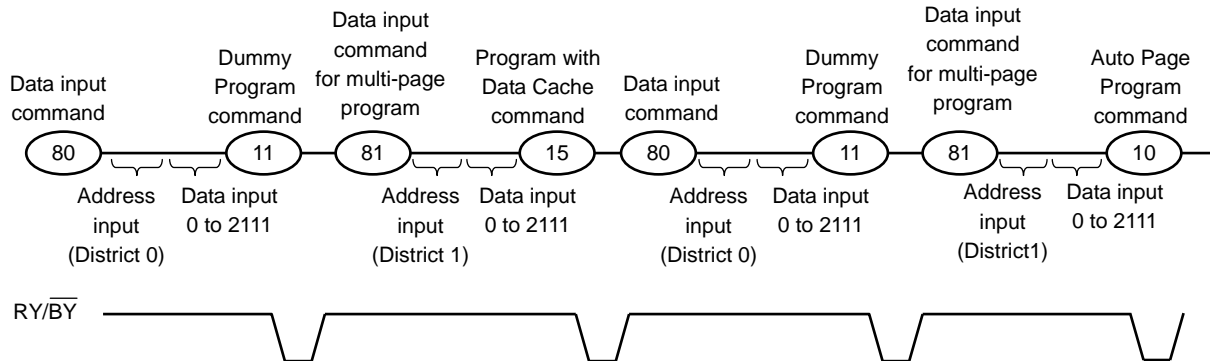 Data input
command
80
Address
input
(District 0)
Data input
0 to 2111
Dummy
Program
command
11
Data input
command
for multi-page
program
81
Address
input
(District 1)
Data input
0 to 2111
Program with
Data Cache
command
15
Data input
command
80
Address
input
(District 0)
Data input
0 to 2111
Dummy
Program
command
11
Data input
command
for multi-page
program
81
Address
input
(District1)
Data input
0 to 2111
Auto Page
Program
command
10
RY/B̅Y̅